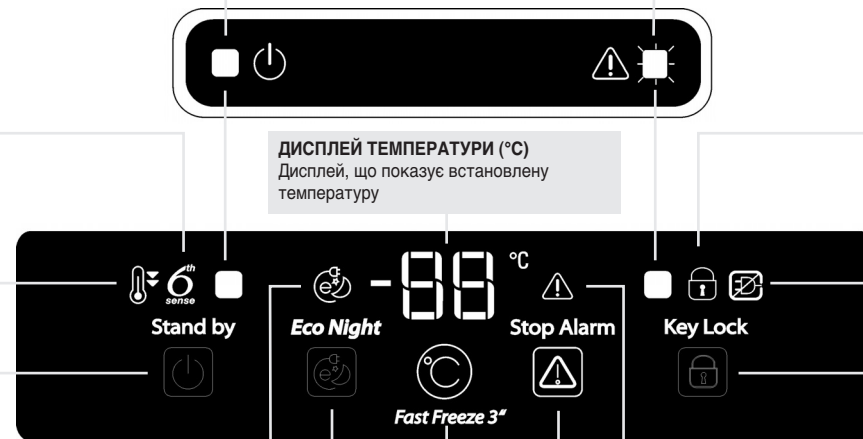 ДИСПЛЕЙ ТЕМПЕРАТУРИ (°C)
Дисплей, що показує встановлену
температуру
6th sense -88 °C
Stand by Eco Night Stop Alarm Key Lock
Fast Freeze 3"